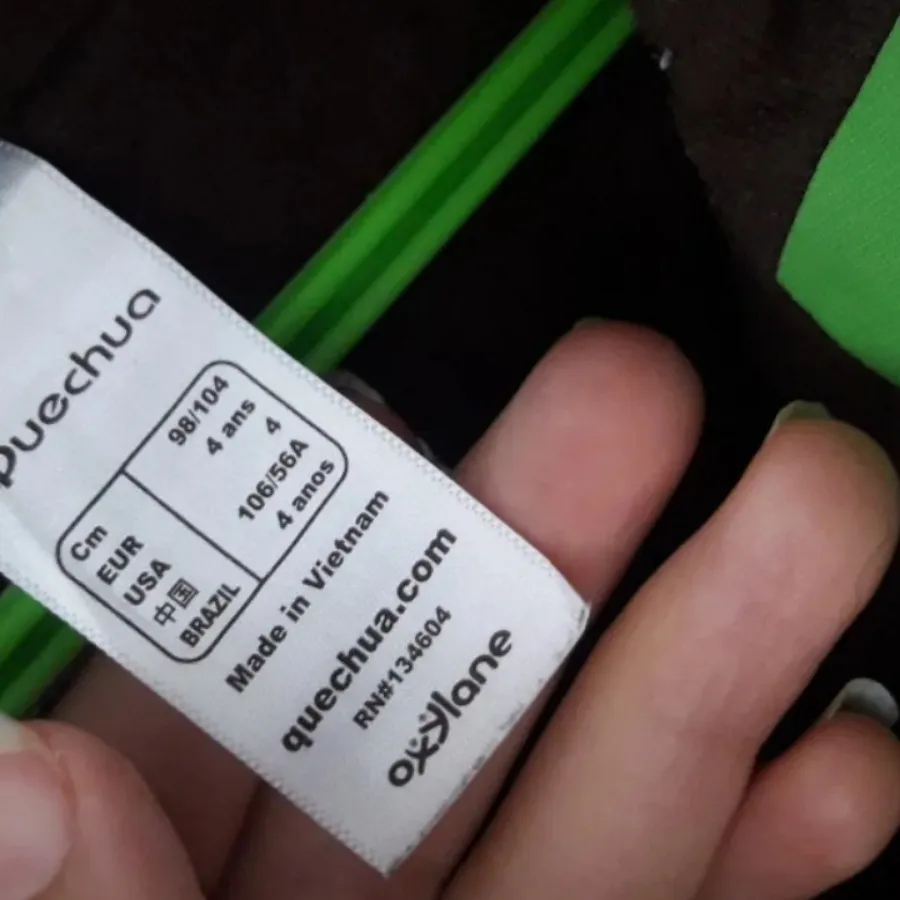 Quechua
Cm 98/104
EUR 4 ans
USA 4
中国 106/56A
BRAZIL 4 anos
Made in Vietnam
quechua.com
RN#134604
oxylane